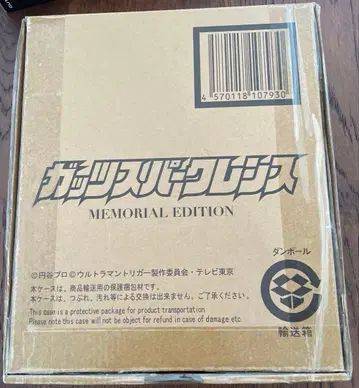 4 570118 107930
ガッツスパークレンス
MEMORIAL EDITION
ダンボール
©円谷プロ ©ウルトラマントリガー製作委員会・テレビ東京
本ケースは、商品輸送用の保護梱包材です。
本ケースは、つぶれ、汚れ等による交換は出来ません。ご了承ください。
This case is a protective package for product transportation.
Please note this case will not be object for refund in case of damage etc.
輸送箱